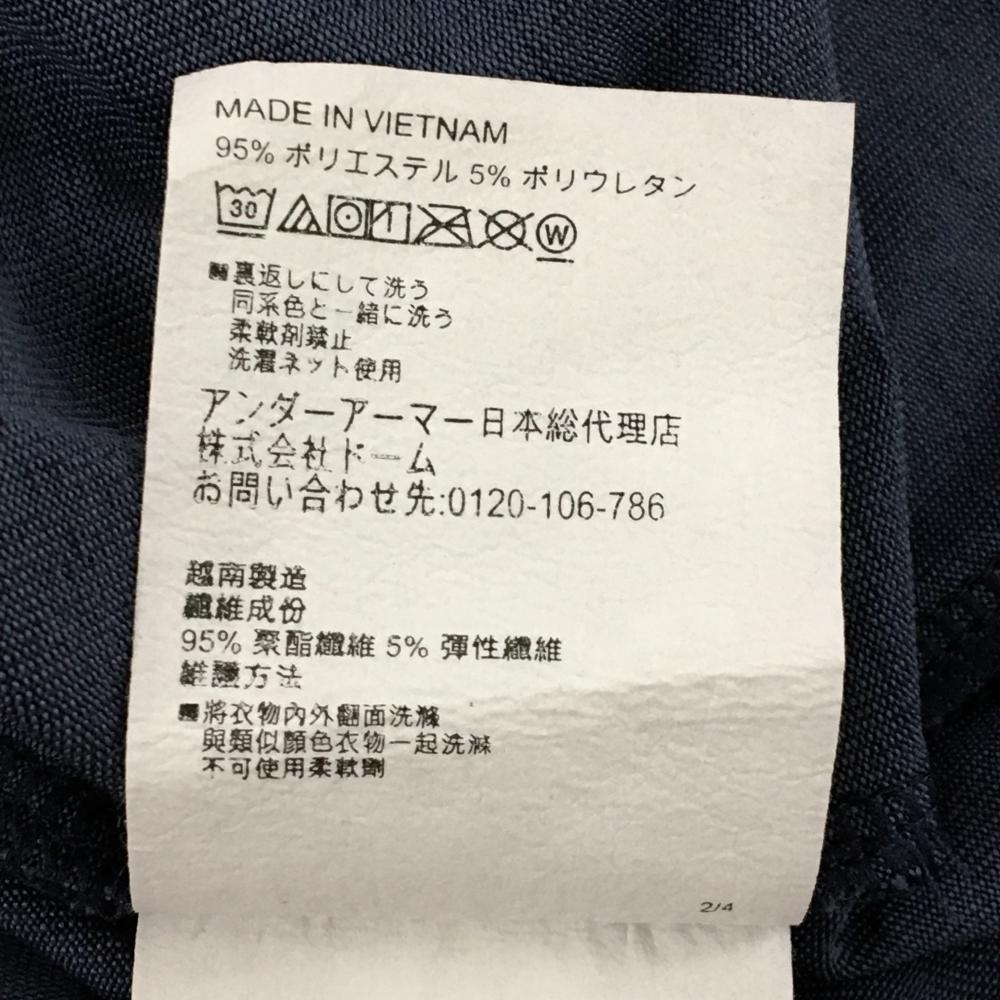 MADE IN VIETNAM
95% ポリエステル 5% ポリウレタン
30 W
裏返しにして洗う
同系色と一緒に洗う
柔軟剤禁止
洗濯ネット使用
アンダーアーマー日本総代理店
株式会社ドーム
お問い合わせ先:0120-106-786
越南製造
纖維成份
95% 聚酯纖維 5% 彈性纖維
維護方法
將衣物內外翻面洗滌
與類似顏色衣物一起洗滌
不可使用柔軟劑
2/4